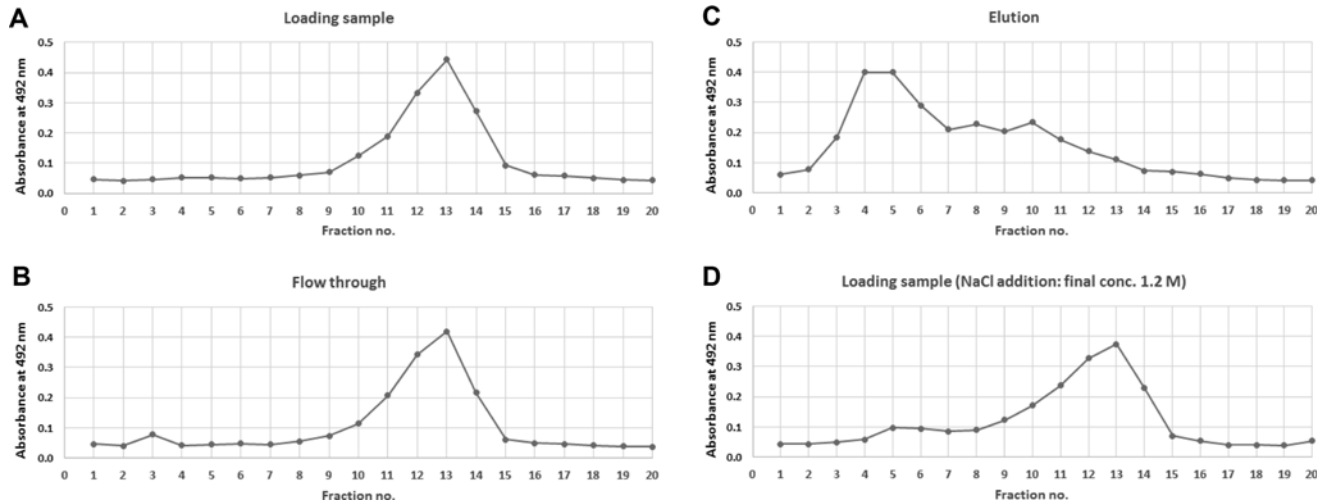 A
Loading sample
Absorbance at 492 nm
0.5
0.4
0.3
0.2
0.1
0.0
0 1 2 3 4 5 6 7 8 9 10 11 12 13 14 15 16 17 18 19 20
Fraction no.
B
Flow through
Absorbance at 492 nm
0.5
0.4
0.3
0.2
0.1
0.0
0 1 2 3 4 5 6 7 8 9 10 11 12 13 14 15 16 17 18 19 20
Fraction no.
C
Elution
Absorbance at 492 nm
0.5
0.4
0.3
0.2
0.1
0.0
0 1 2 3 4 5 6 7 8 9 10 11 12 13 14 15 16 17 18 19 20
Fraction no.
D
Loading sample (NaCl addition: final conc. 1.2 M)
Absorbance at 492 nm
0.5
0.4
0.3
0.2
0.1
0.0
0 1 2 3 4 5 6 7 8 9 10 11 12 13 14 15 16 17 18 19 20
Fraction no.